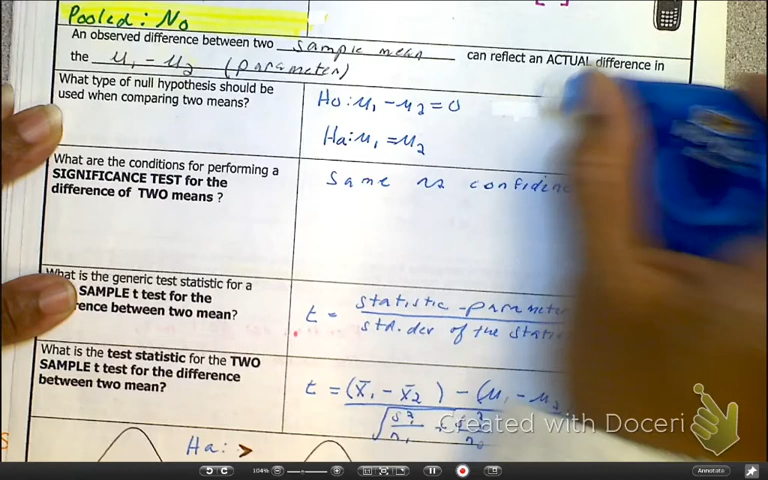 Pooled: No
An observed difference between two sample mean can reflect an ACTUAL difference in
the μ₁ - μ₂ (parameter)
What type of null hypothesis should be
used when comparing two means?
Ho: μ₁ - μ₂ = 0
Ha: μ₁ = μ₂
What are the conditions for performing a
SIGNIFICANCE TEST for the
difference of TWO means ?
Same as
What is the generic test statistic for a
SAMPLE t test for the
between two mean?
t = statistic - parameter
std. dev of the
What is the test statistic for the TWO
SAMPLE t test for the difference
between two mean?
t = (x̄₁ - x̄₂) - (μ₁ - μ₂
Ha: >
Created with Doceri
104%
Annotate